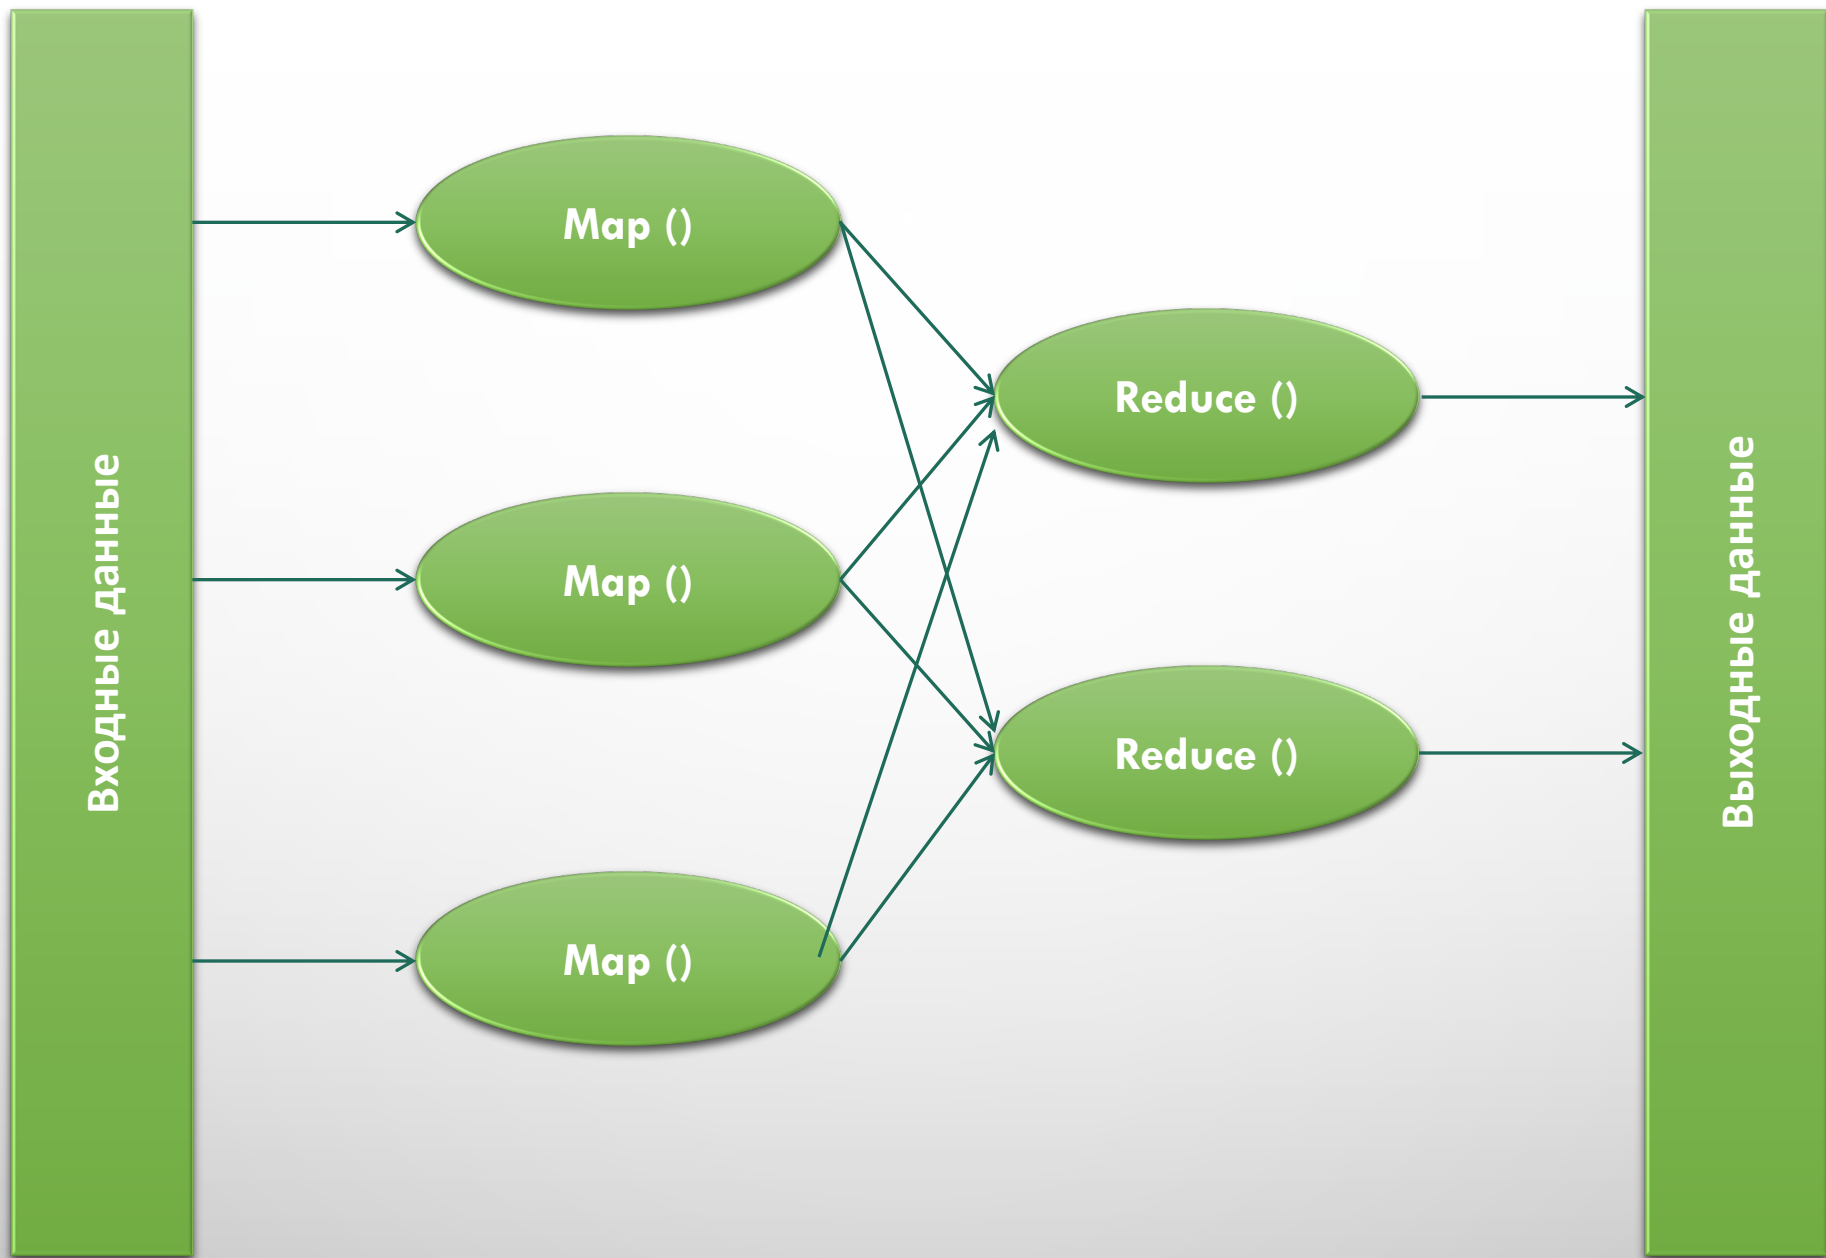 Входные данные
Map ()
Map ()
Map ()
Reduce ()
Reduce ()
Выходные данные